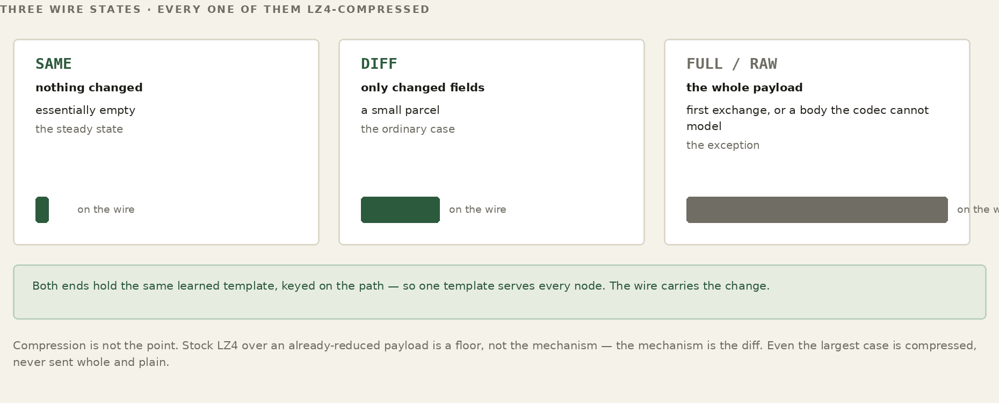 THREE WIRE STATES · EVERY ONE OF THEM LZ4-COMPRESSED
SAME
nothing changed
essentially empty
the steady state
on the wire
DIFF
only changed fields
a small parcel
the ordinary case
on the wire
FULL / RAW
the whole payload
first exchange, or a body the codec cannot
model
the exception
on the
Both ends hold the same learned template, keyed on the path — so one template serves every node. The wire carries the change.
Compression is not the point. Stock LZ4 over an already-reduced payload is a floor, not the mechanism — the mechanism is the diff. Even the largest case is compressed,
never sent whole and plain.